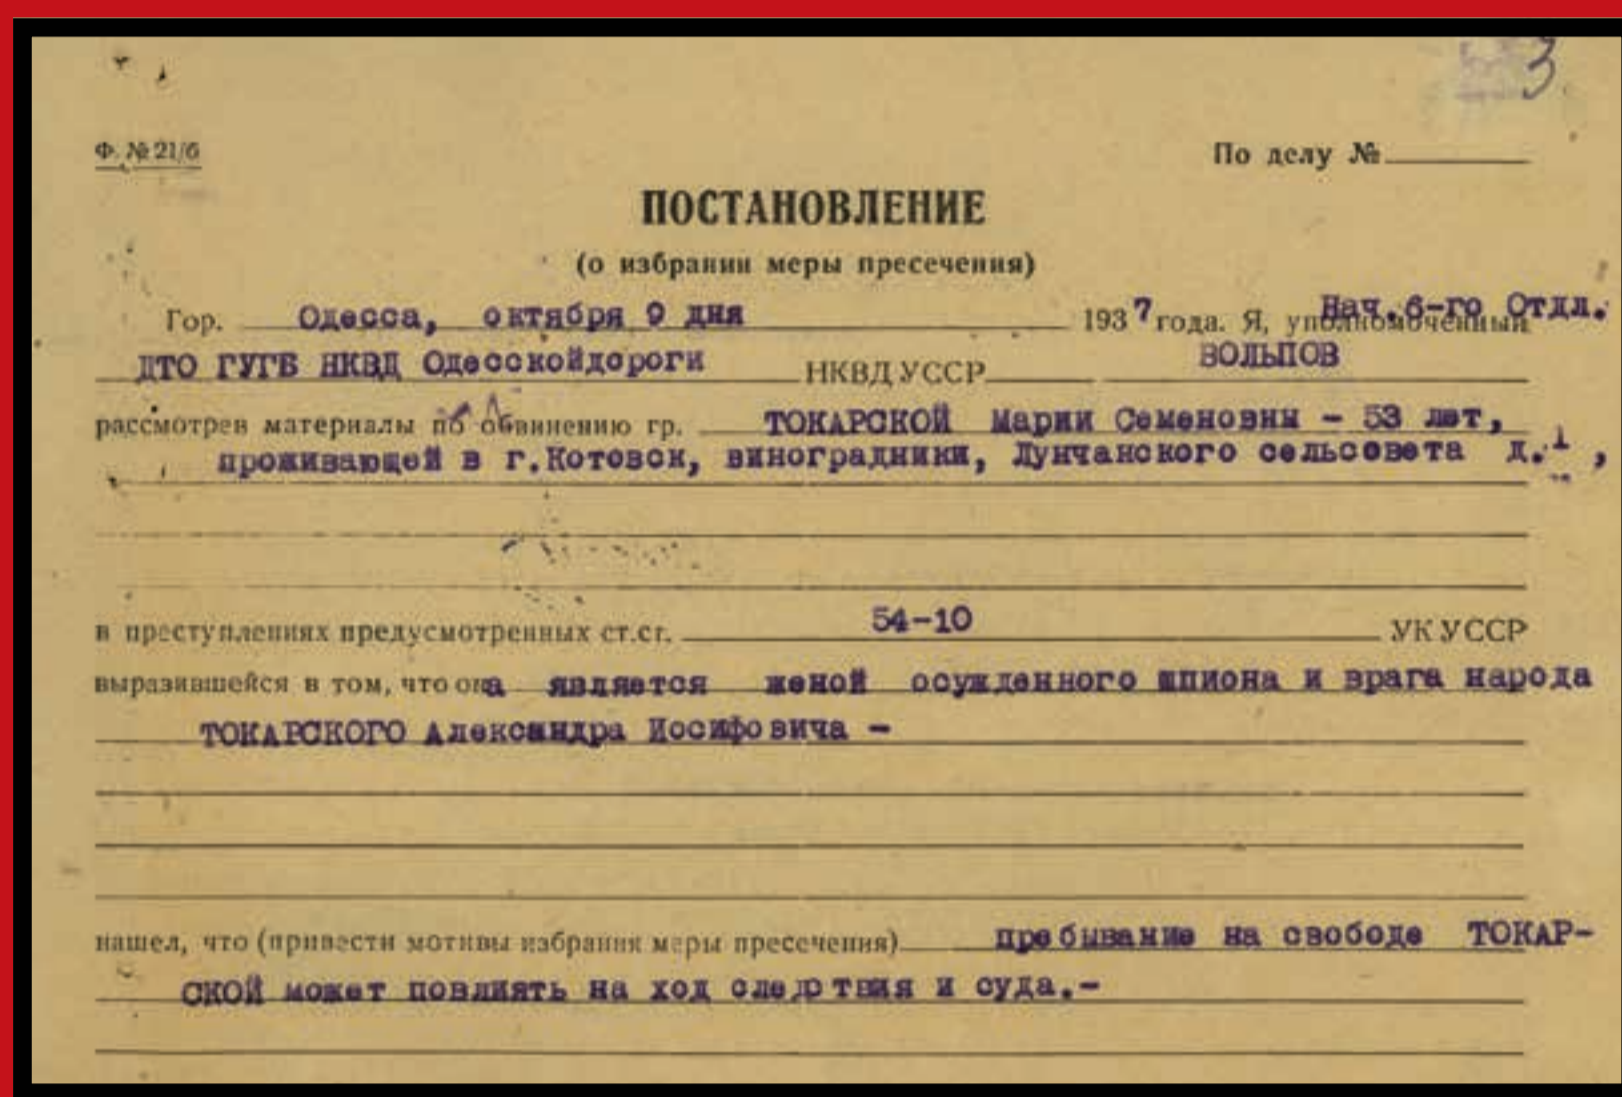 3
Ф. № 21/б
По делу №
ПОСТАНОВЛЕНИЕ
(о избрании меры пресечения)
Гор. Одесса, октября 9 дня 1937 года. Я, уполномоченный Нач. 6-го Отдл.
ДТО ГУГБ НКВД Одесскойдороги НКВД УССР ВОЛЬПОВ
рассмотрев материалы по обвинению гр. ТОКАРСКОЙ Марии Семеновны - 53 лет,
проживающей в г.Котовск, виноградники, Лунчанского сельсовета д.1 ,
в преступлениях предусмотренных ст.ст. 54-10 УК УССР
выразившейся в том, что она является женой осужденного шпиона и врага народа
ТОКАРСКОГО Александра Иосифовича -
нашел, что (привести мотивы избрания меры пресечения) пребывание на свободе ТОКАР-
СКОЙ может повлиять на ход следствия и суда.-